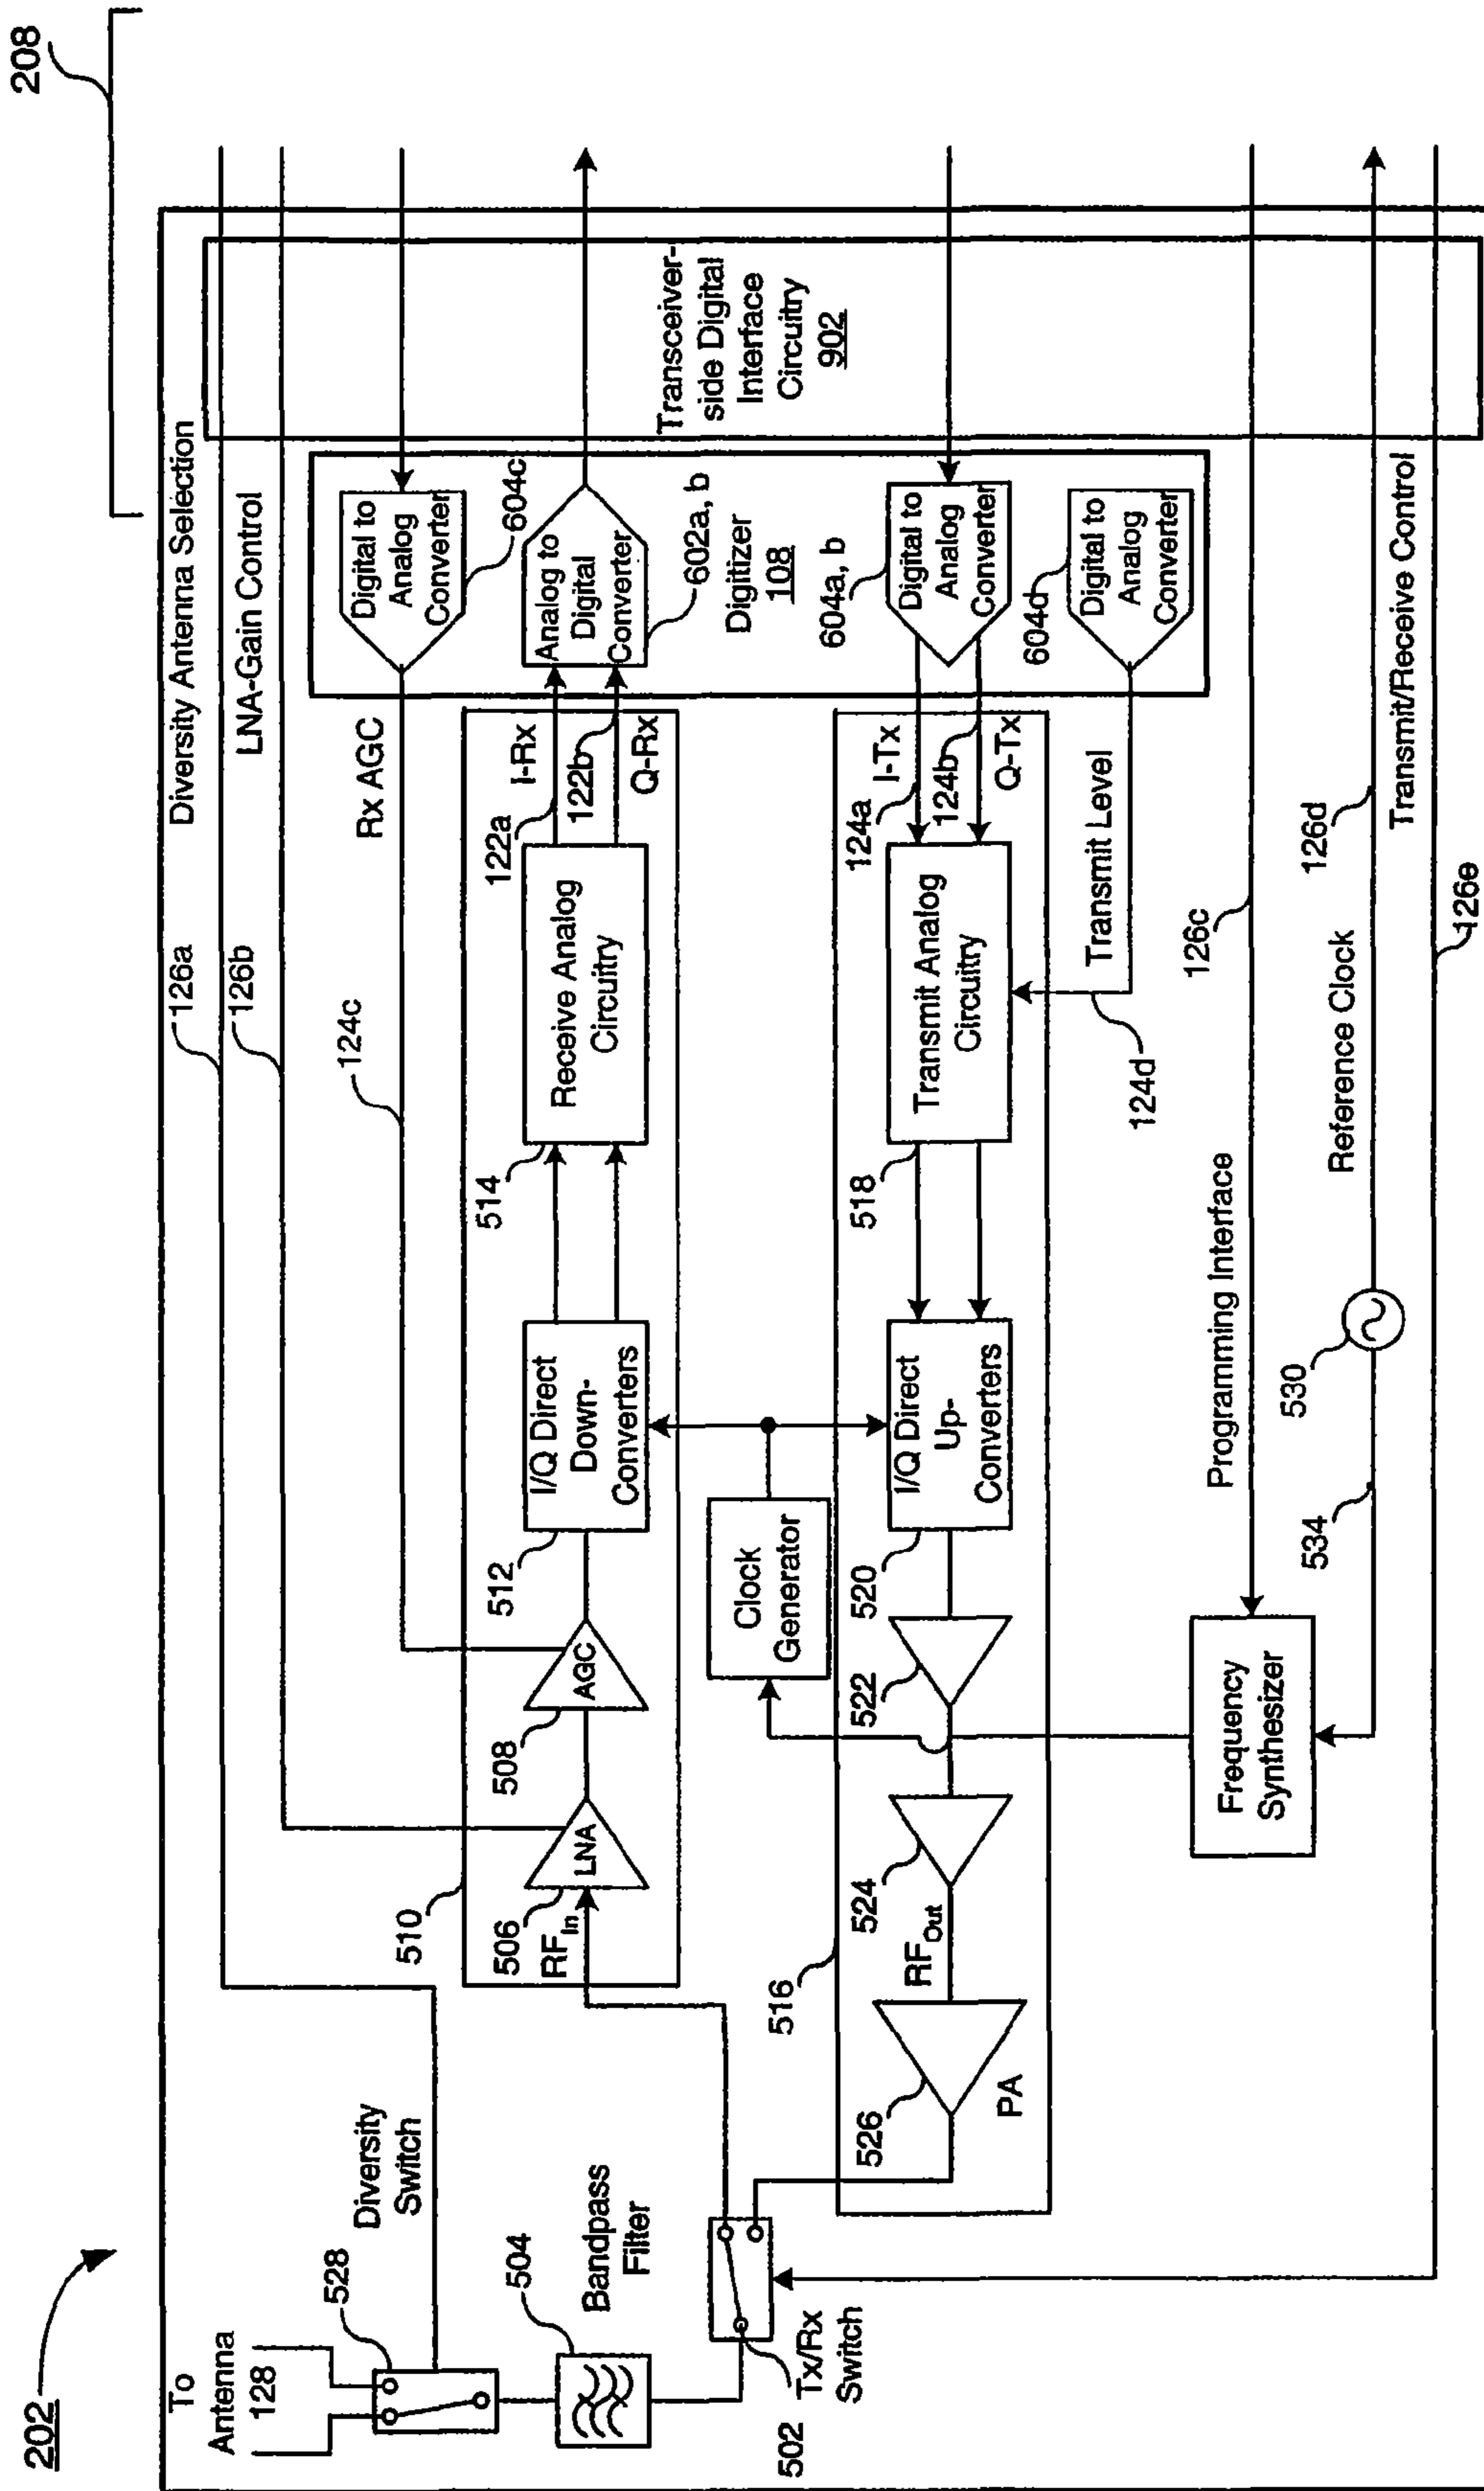 202
208
To
Antenna
128
528
Diversity
Switch
504
Bandpass
Filter
502
Tx/Rx
Switch
Diversity Antenna Selection
126a
LNA-Gain Control
126b
Rx AGC
124c
510
506
RF In
LNA
508
AGC
512
I/Q Direct
Down-
Converters
514
Receive Analog
Circuitry
122a
I-Rx
122b
Q-Rx
Digital to
Analog
Converter
604c
Analog to
Digital
Converter
602a, b
Digitizer
108
Transceiver-
side Digital
Interface
Circuitry
902
604a, b
Digital to
Analog
Converter
604d
Digital to
Analog
Converter
Clock
Generator
516
526
PA
RF Out
524
522
520
I/Q Direct
Up-
Converters
518
Transmit Analog
Circuitry
124a
I-Tx
124b
Q-Tx
Transmit Level
124d
Frequency
Synthesizer
Programming Interface
126c
534
530
Reference Clock
126d
Transmit/Receive Control
126e